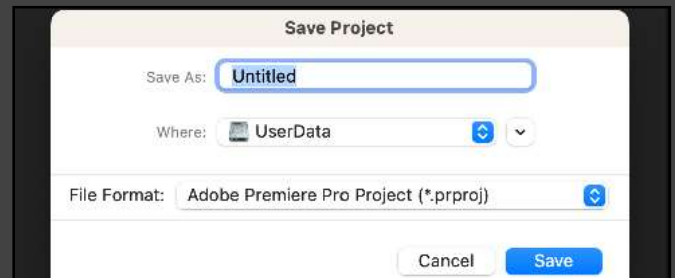 Save Project
Save As: Untitled
Where: UserData
File Format: Adobe Premiere Pro Project (*.prproj)
Cancel Save